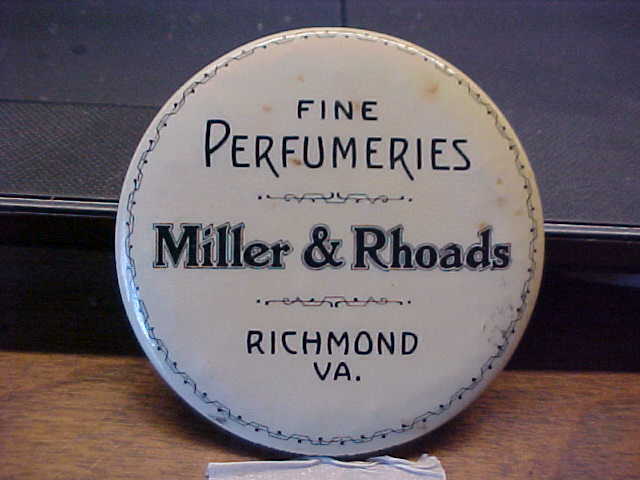 FINE
PERFUMERIES
Miller & Rhoads
RICHMOND
VA.